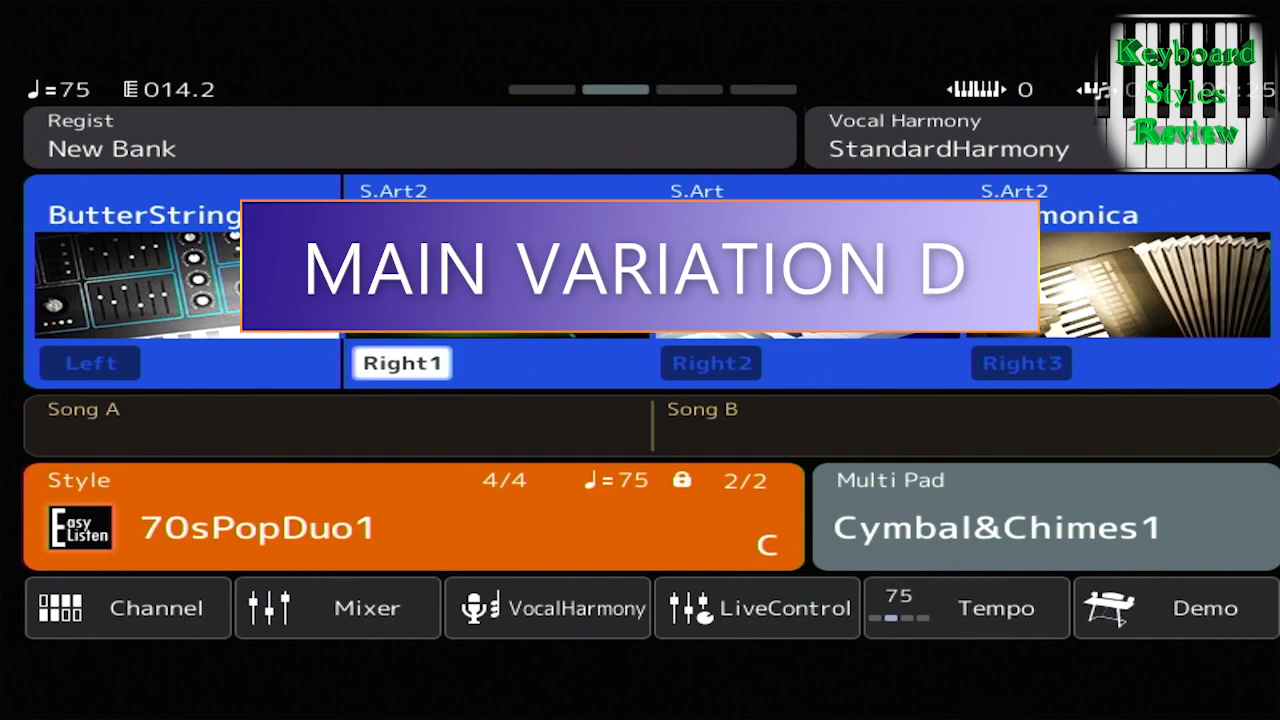 ♩=75 014.2
0
Keyboard
Styles
Review
Regist
New Bank
Vocal Harmony
StandardHarmony
S.Art2
S.Art
S.Art2
MAIN VARIATION D
Left
Right1
Right2
Right3
Song A
Song B
Style 4/4 ♩=75 2/2
Easy
Listen
70sPopDuo1
C
Multi Pad
Cymbal&Chimes1
Channel
Mixer
VocalHarmony
LiveControl
75
Tempo
Demo